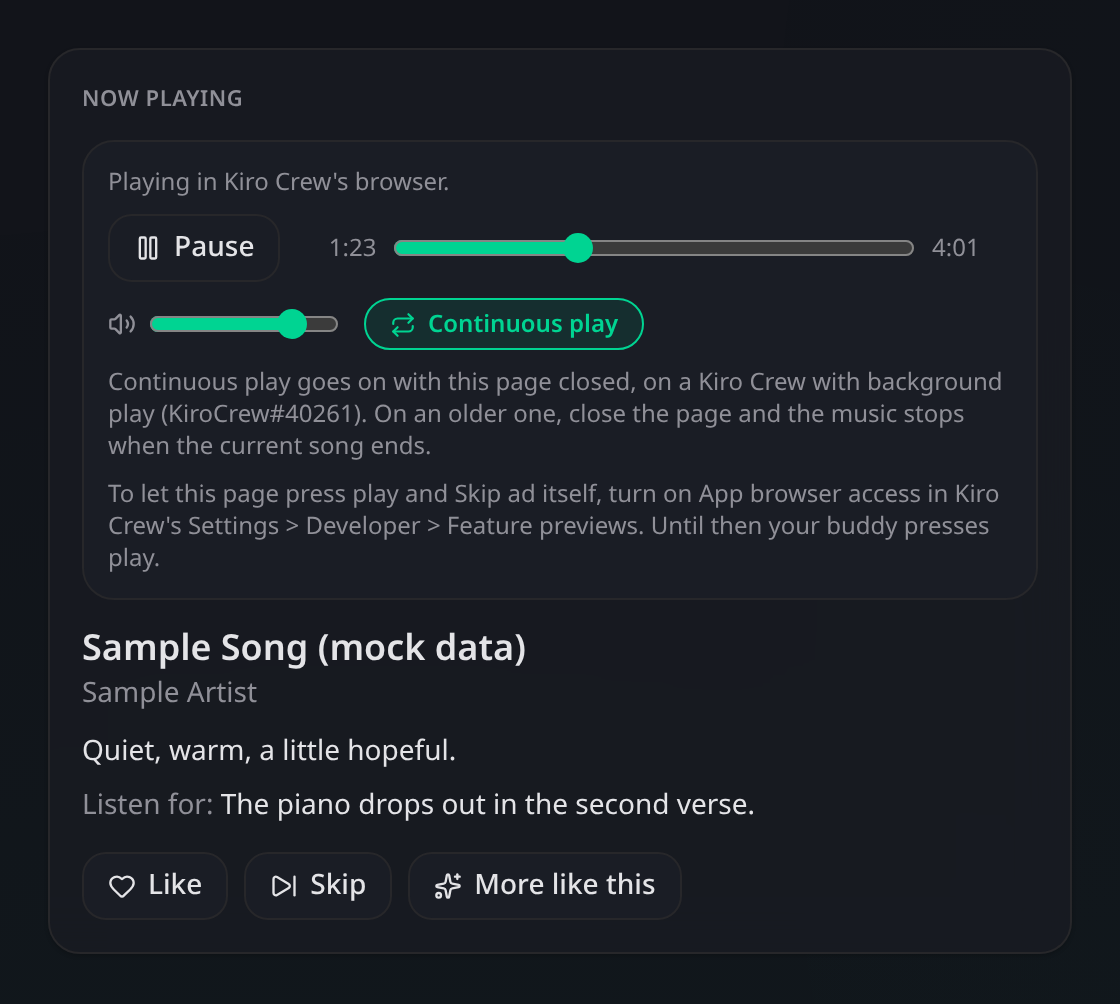 NOW PLAYING
Playing in Kiro Crew's browser.
Pause
1:23
4:01
Continuous play
Continuous play goes on with this page closed, on a Kiro Crew with background
play (KiroCrew#40261). On an older one, close the page and the music stops
when the current song ends.
To let this page press play and Skip ad itself, turn on App browser access in Kiro
Crew's Settings > Developer > Feature previews. Until then your buddy presses
play.
Sample Song (mock data)
Sample Artist
Quiet, warm, a little hopeful.
Listen for: The piano drops out in the second verse.
Like
Skip
More like this